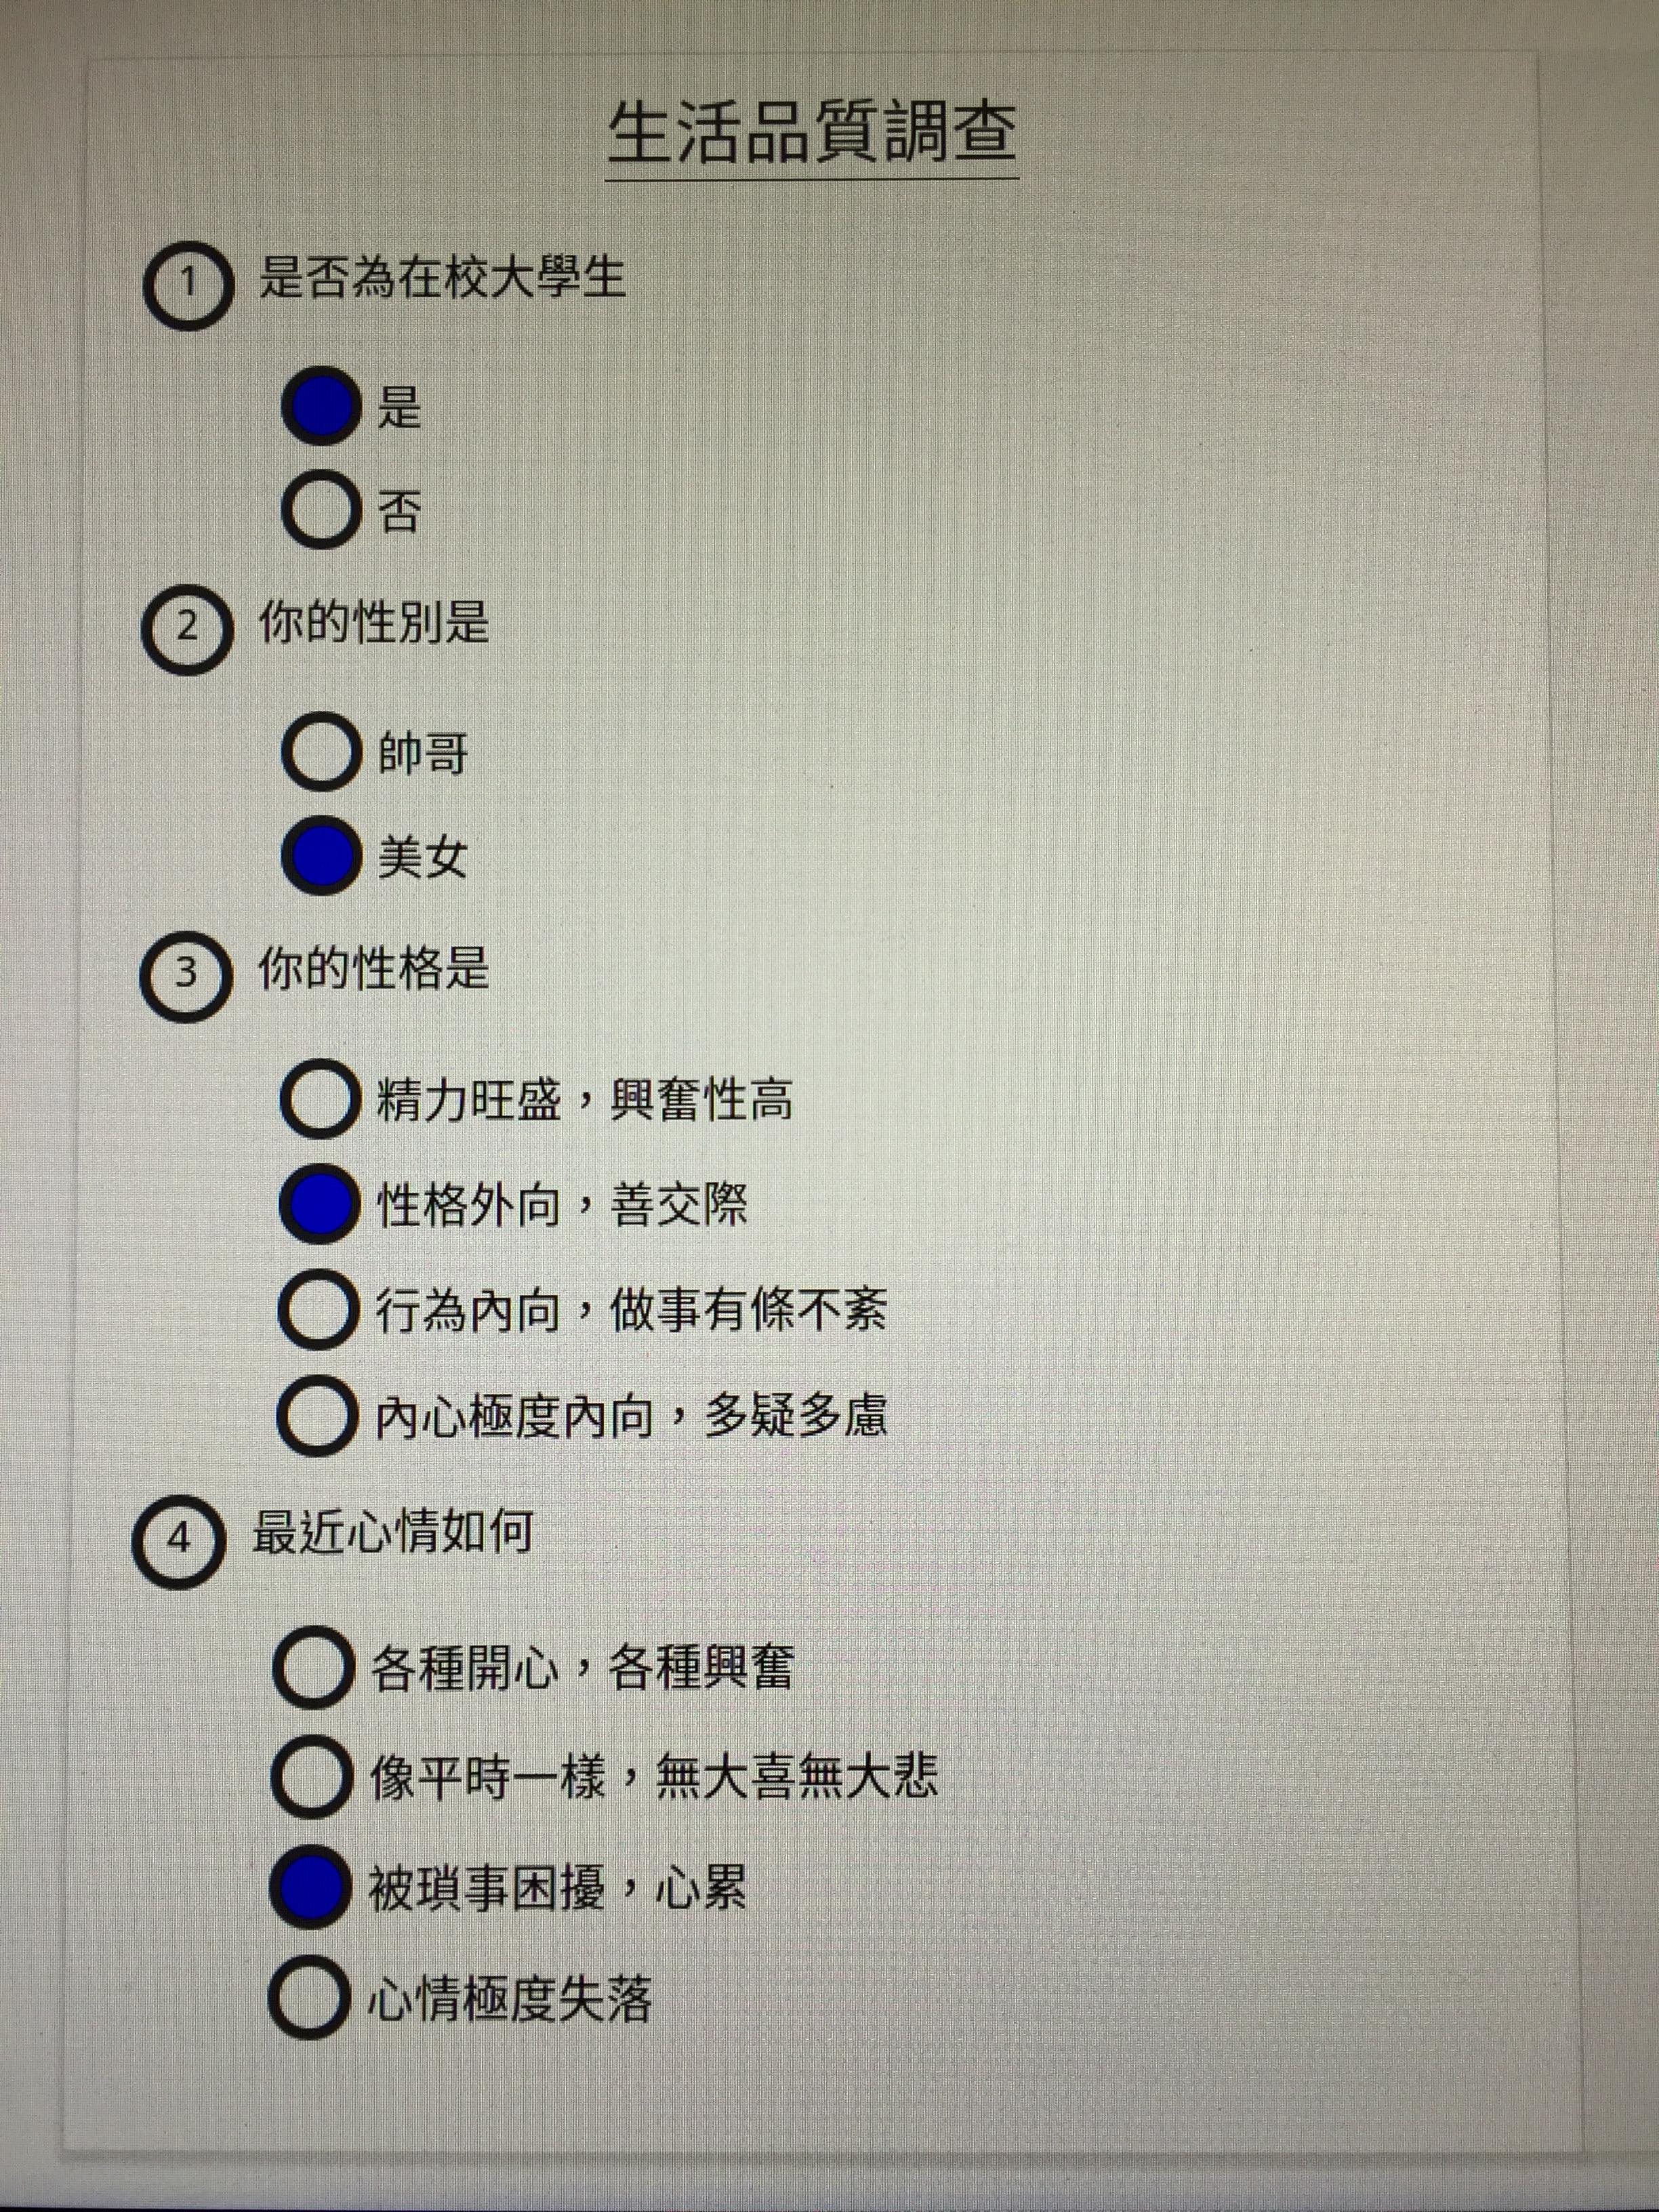 生活品質調查
1 是否為在校大學生
是
否
2 你的性別是
帥哥
美女
3 你的性格是
精力旺盛，興奮性高
性格外向，善交際
行為內向，做事有條不紊
內心極度內向，多疑多慮
4 最近心情如何
各種開心，各種興奮
像平時一樣，無大喜無大悲
被瑣事困擾，心累
心情極度失落